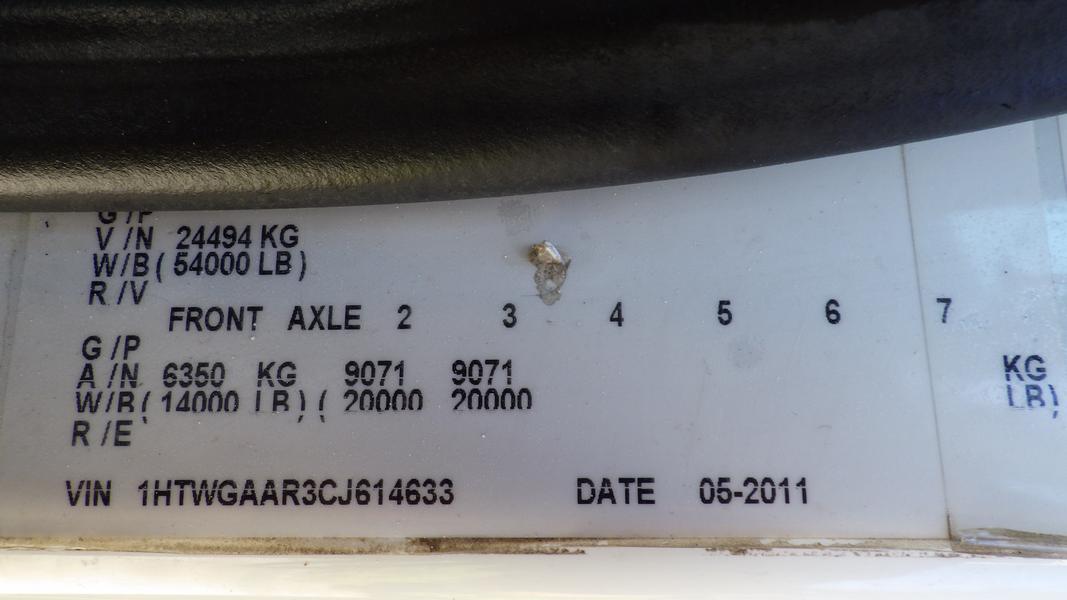 G/P
V/N 24494 KG
W/B ( 54000 LB )
R/V
FRONT AXLE 2 3 4 5 6 7
G/P
A/N 6350 KG 9071 9071 KG
W/B ( 14000 LB ) ( 20000 20000 LB)
R/E
VIN 1HTWGAAR3CJ614633 DATE 05-2011